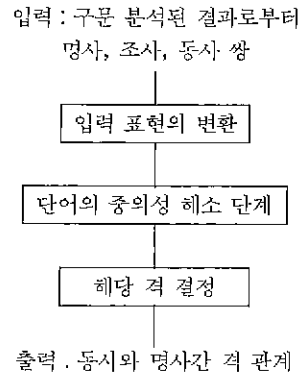 입력 : 구문 분석된 결과로부터
명사, 조사, 동사 쌍
입력 표현의 변환
단어의 중의성 해소 단계
해당 격 결정
출력 . 동시와 명사간 격 관계